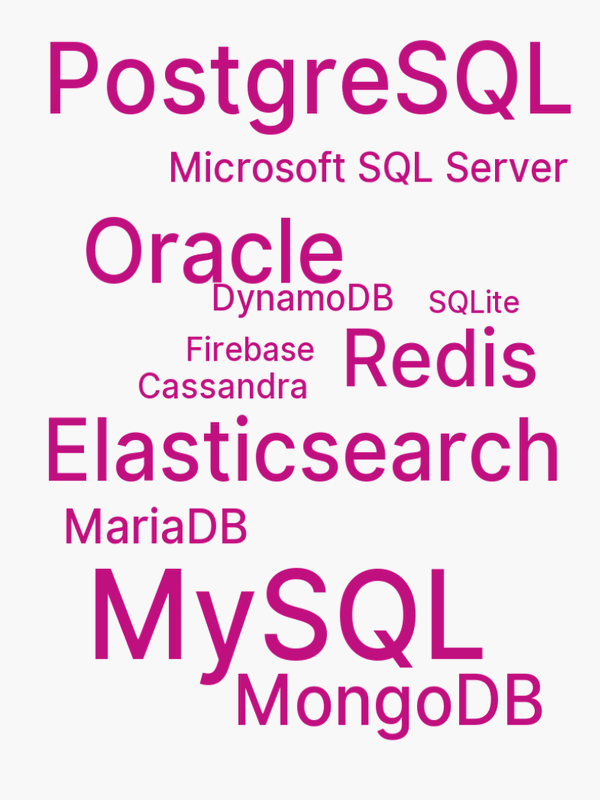 PostgreSQL
Microsoft SQL Server
Oracle
DynamoDB
SQLite
Firebase
Redis
Cassandra
Elasticsearch
MariaDB
MySQL
MongoDB